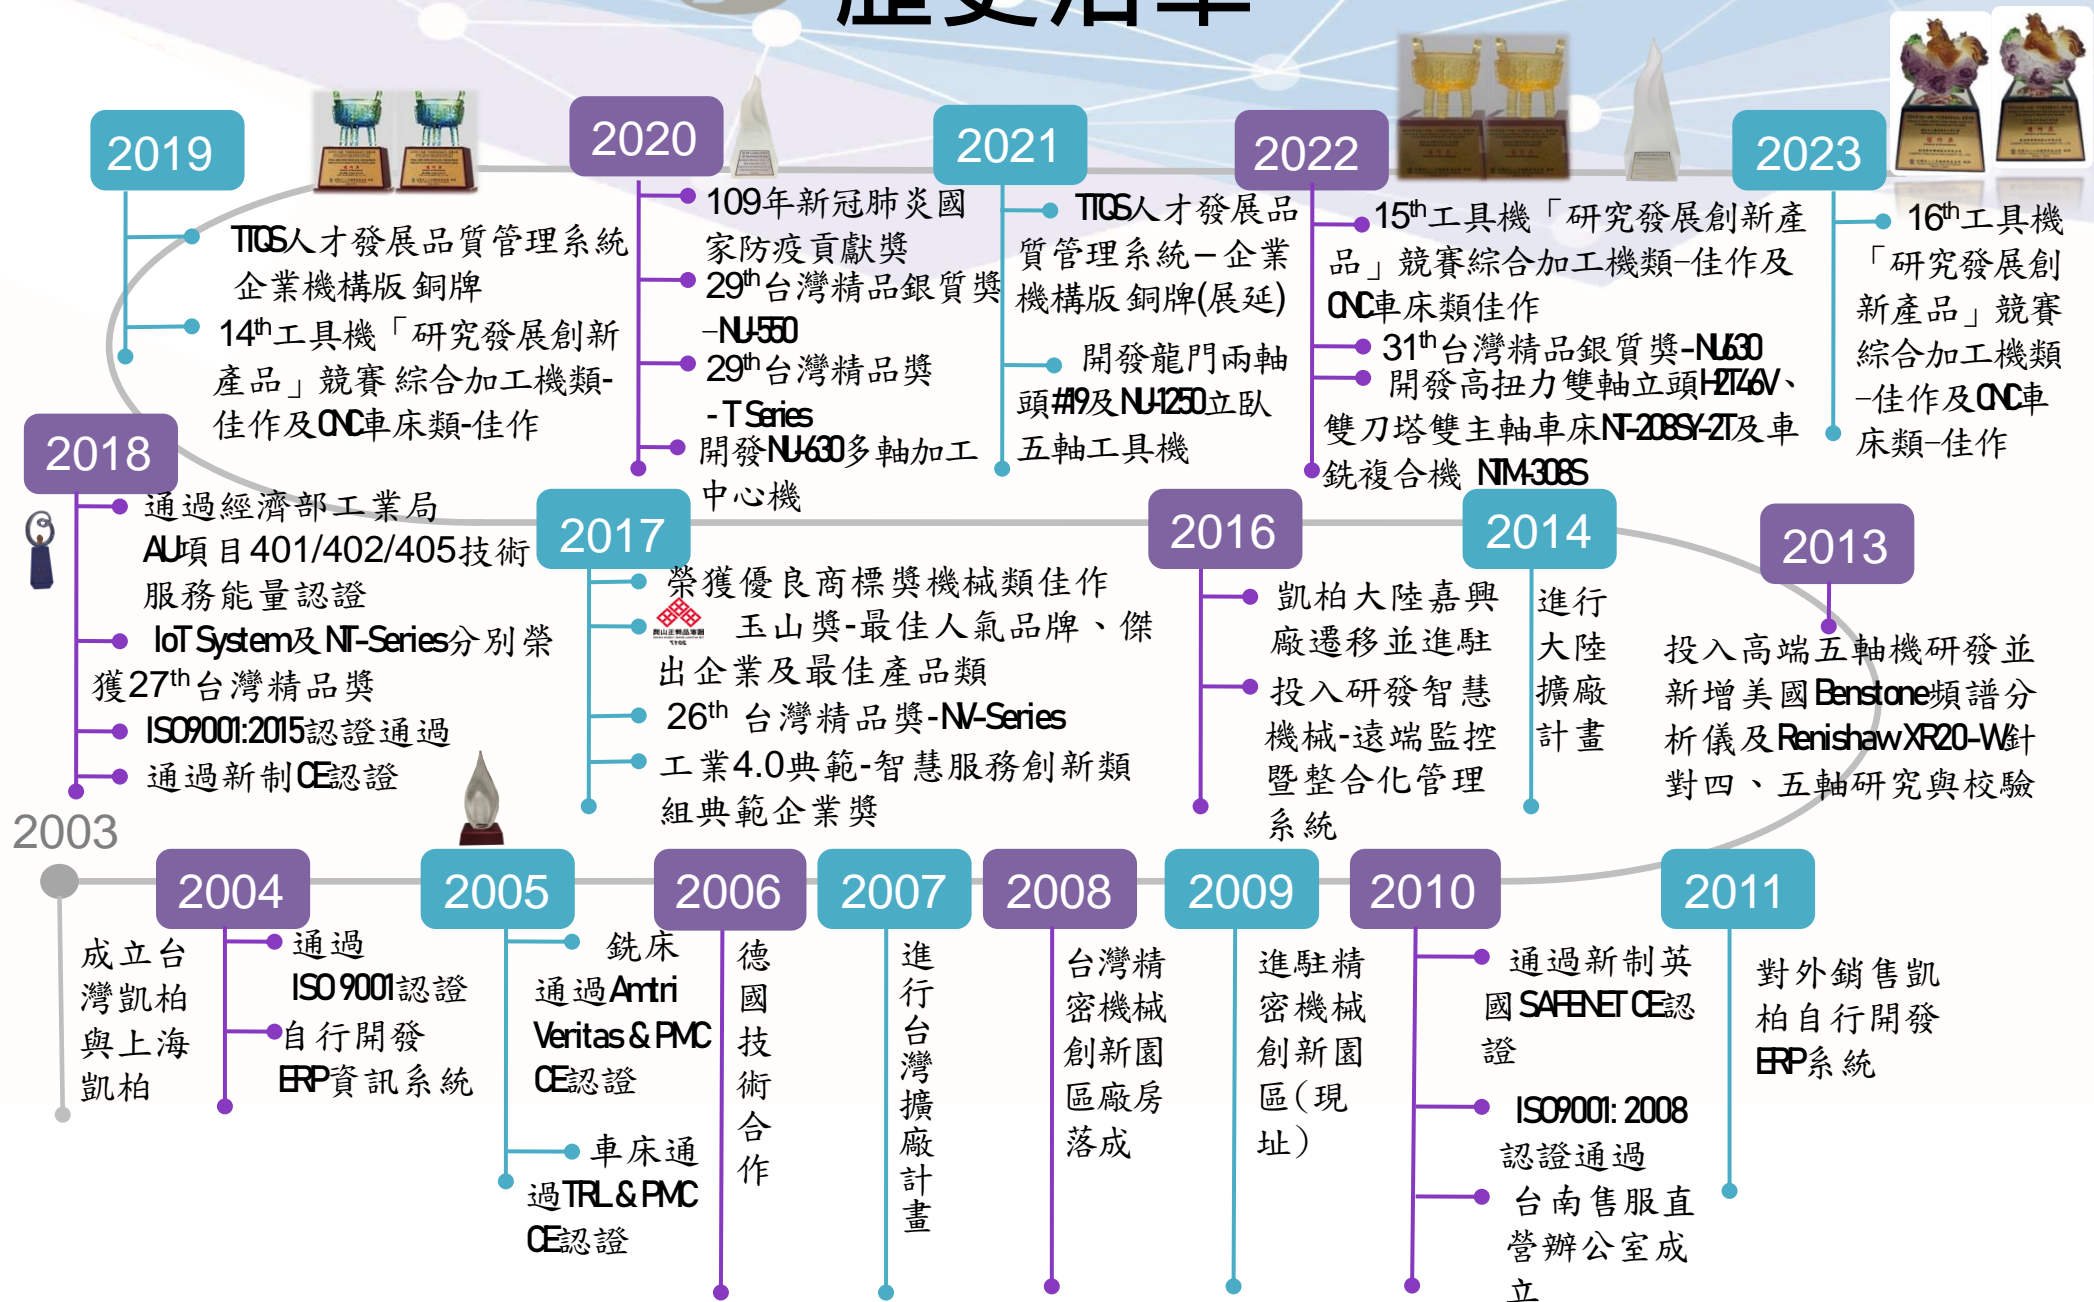 歷史沿革
2019
TTQS人才發展品質管理系統
企業機構版 銅牌
14th工具機「研究發展創新
產品」競賽 綜合加工機類-
佳作及CNC車床類-佳作
2020
109年新冠肺炎國
家防疫貢獻獎
29th台灣精品銀質獎
–NU-550
29th台灣精品獎
- T Series
開發NU-630多軸加工
中心機
2021
TTQS人才發展品
質管理系統–企業
機構版 銅牌(展延)
開發龍門兩軸
頭#19及NU-1250立臥
五軸工具機
2022
15th工具機「研究發展創新產
品」競賽綜合加工機類–佳作及
CNC車床類佳作
31th台灣精品銀質獎-NU630
開發高扭力雙軸立頭H2T46V、
雙刀塔雙主軸車床NT-208SY-2T及車
銑複合機 NTM-308S
2023
16th工具機
「研究發展創
新產品」競賽
綜合加工機類
–佳作及CNC車
床類–佳作
2018
通過經濟部工業局
AU項目401/402/405技術
服務能量認證
IoT System及NT-Series分別榮
獲27th台灣精品獎
ISO9001:2015認證通過
通過新制CE認證
2017
榮獲優良商標獎機械類佳作
玉山獎-最佳人氣品牌、傑
出企業及最佳產品類
26th 台灣精品獎-NV-Series
工業4.0典範-智慧服務創新類
組典範企業獎
2016
凱柏大陸嘉興
廠遷移並進駐
投入研發智慧
機械-遠端監控
暨整合化管理
系統
2014
進行
大陸
擴廠
計畫
2013
投入高端五軸機研發並
新增美國Benstone頻譜分
析儀及Renishaw XR20-W針
對四、五軸研究與校驗
2003
成立台
灣凱柏
與上海
凱柏
2004
通過
ISO 9001認證
自行開發
ERP資訊系統
2005
銑床
通過Amtri
Veritas & PMC
CE認證
車床通
過TRL & PMC
CE認證
2006
德國技術合作
2007
進行台灣擴廠計畫
2008
台灣精
密機械
創新園
區廠房
落成
2009
進駐精
密機械
創新園
區(現
址)
2010
通過新制英
國SAFENET CE認
證
ISO9001: 2008
認證通過
台南售服直
營辦公室成
立
2011
對外銷售凱
柏自行開發
ERP系統